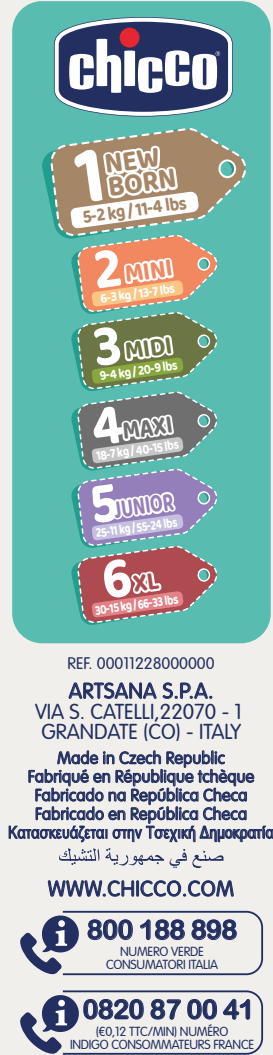 chicco
1 NEW
BORN
5-2 kg / 11-4 lbs
2 MINI
6-3 kg / 13-7 lbs
3 MIDI
9-4 kg / 20-9 lbs
4 MAXI
18-7 kg / 40-15 lbs
5 JUNIOR
25-11 kg / 55-24 lbs
6 XL
30-15 kg / 66-33 lbs
REF. 00011228000000
ARTSANA S.P.A.
VIA S. CATELLI,22070 - 1
GRANDATE (CO) - ITALY
Made in Czech Republic
Fabriqué en République tchèque
Fabricado na República Checa
Fabricado en República Checa
Κατασκευάζεται στην Τσεχική Δημοκρατία
صنع في جمهورية التشيك
WWW.CHICCO.COM
800 188 898
NUMERO VERDE
CONSUMATORI ITALIA
0820 87 00 41
(€0,12 TTC/MIN) NUMÉRO
INDIGO CONSOMMATEURS FRANCE